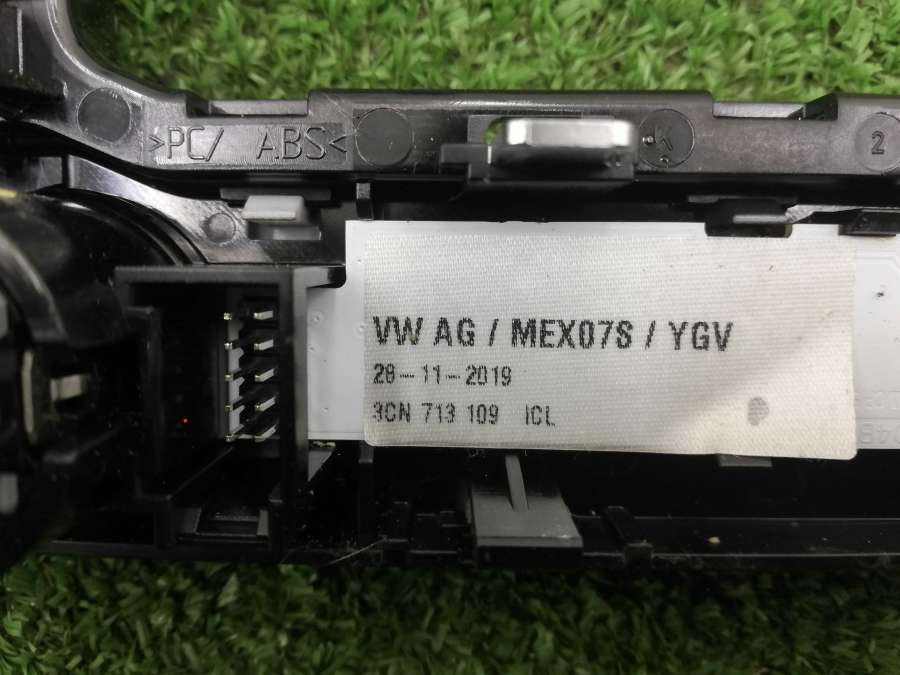 >PC/ ABS<
K
2
VW AG / MEX07S / YGV
28-11-2019
3CN 713 109 ICL